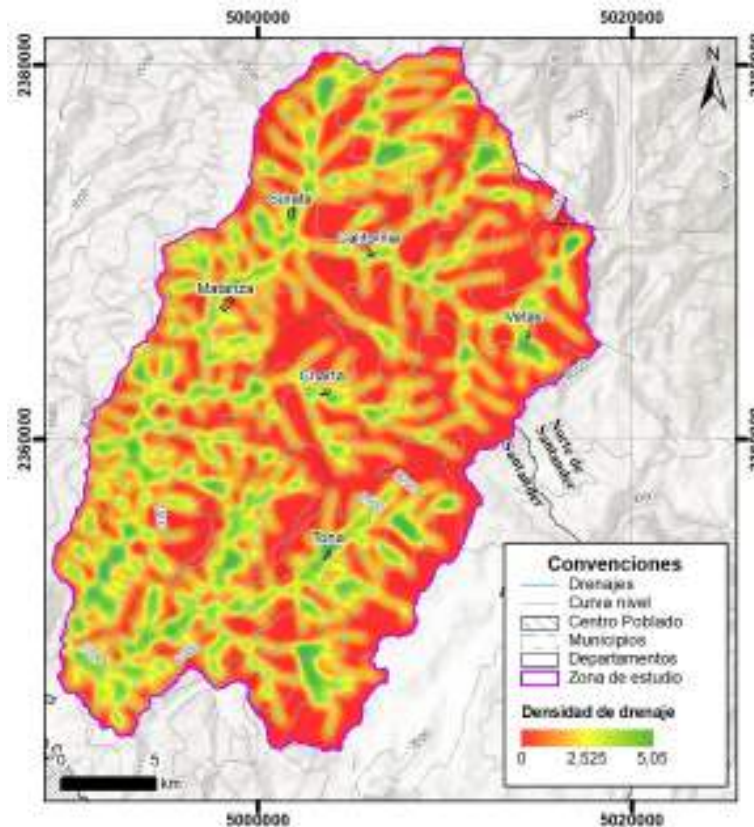 5000000 5020000
2380000
N
Suratá
California
Matanza
Vetas
Charta
2360000
Norte de
Santander
Santander
Tona
Convenciones
Drenajes
Curva nivel
Centro Poblado
Municipios
Departamentos
Zona de estudio
Densidad de drenaje
0 2,525 5,05
0 5
km
5000000 5020000